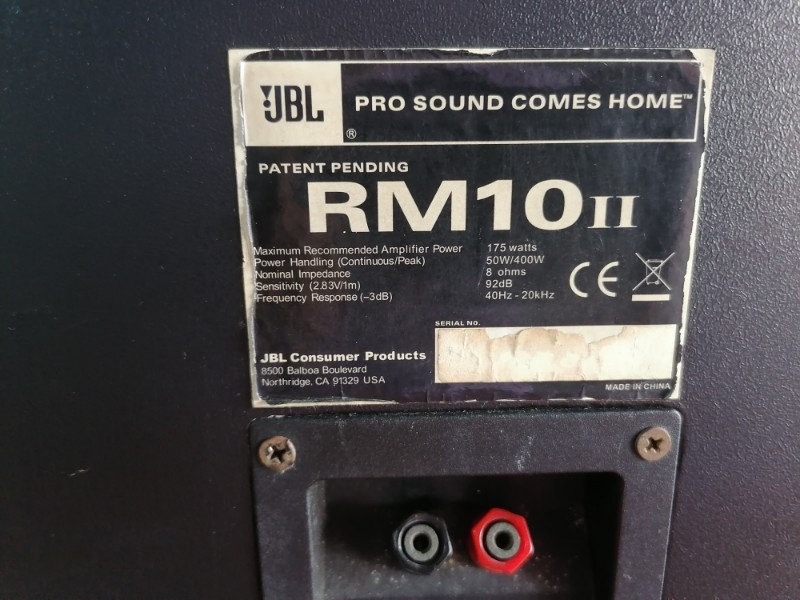 JBL ® PRO SOUND COMES HOME™
PATENT PENDING
RM10II
Maximum Recommended Amplifier Power 175 watts
Power Handling (Continuous/Peak) 50W/400W
Nominal Impedance 8 ohms
Sensitivity (2.83V/1m) 92dB
Frequency Response (-3dB) 40Hz - 20kHz
CE
SERIAL NO.
JBL Consumer Products
8500 Balboa Boulevard
Northridge, CA 91329 USA
MADE IN CHINA